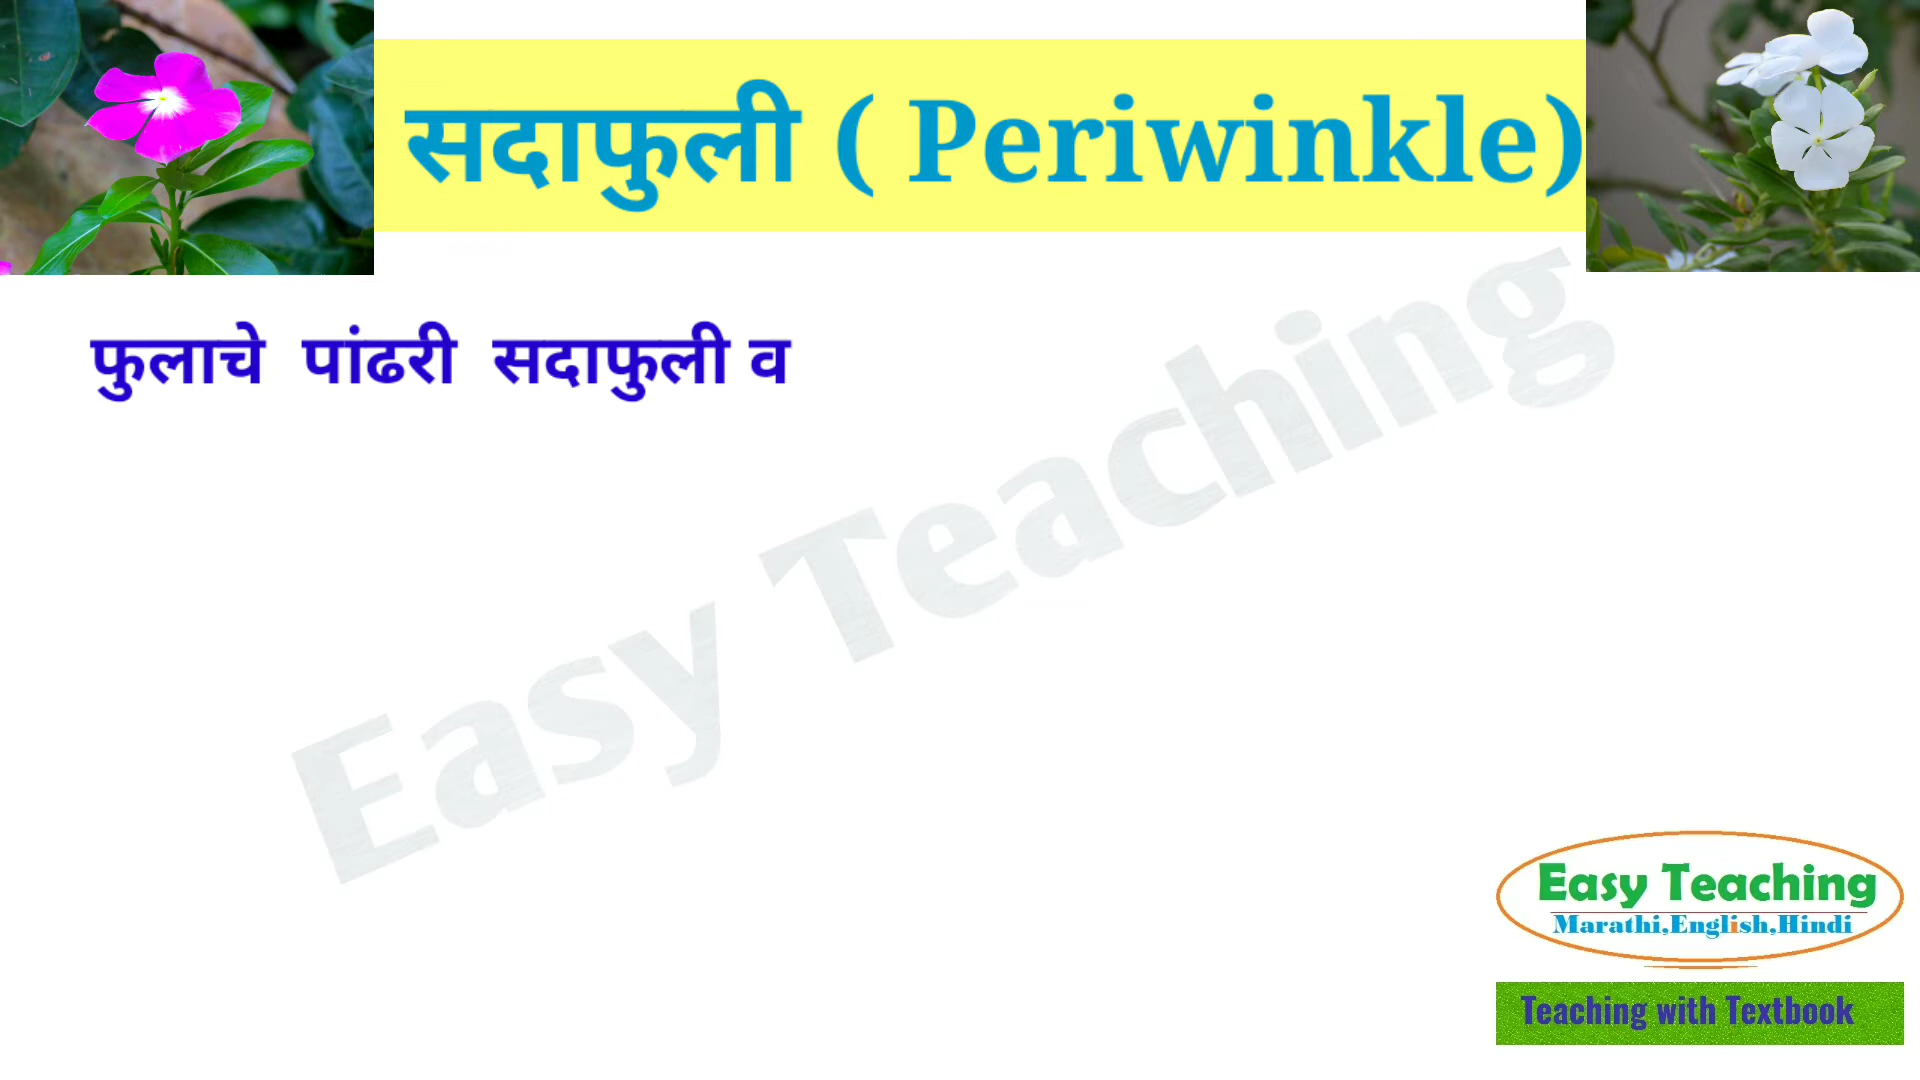 सदाफुली ( Periwinkle)
फुलाचे पांढरी सदाफुली व
Easy Teaching
Easy Teaching
Marathi,English,Hindi
Teaching with Textbook